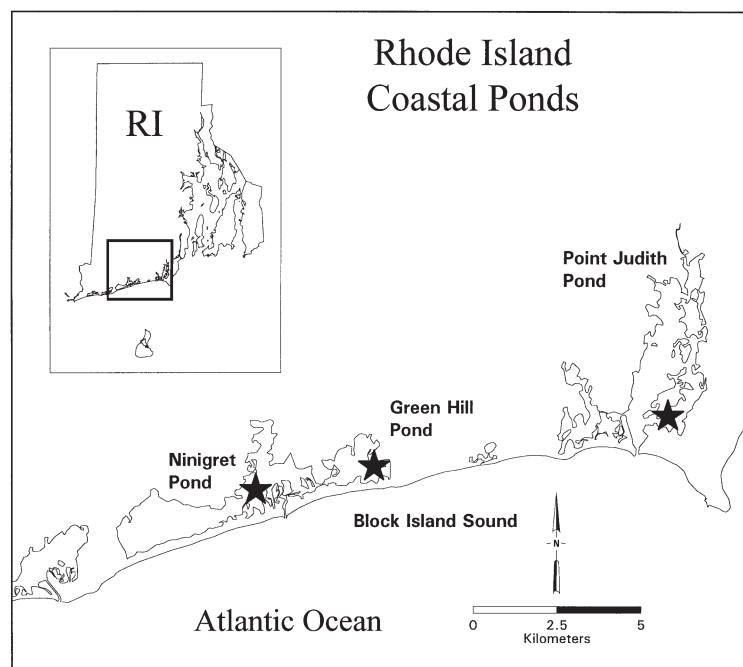 Rhode Island
Coastal Ponds
RI
Point Judith
Pond
Green Hill
Pond
Ninigret
Pond
Block Island Sound
N
Atlantic Ocean
0 2.5 5
Kilometers